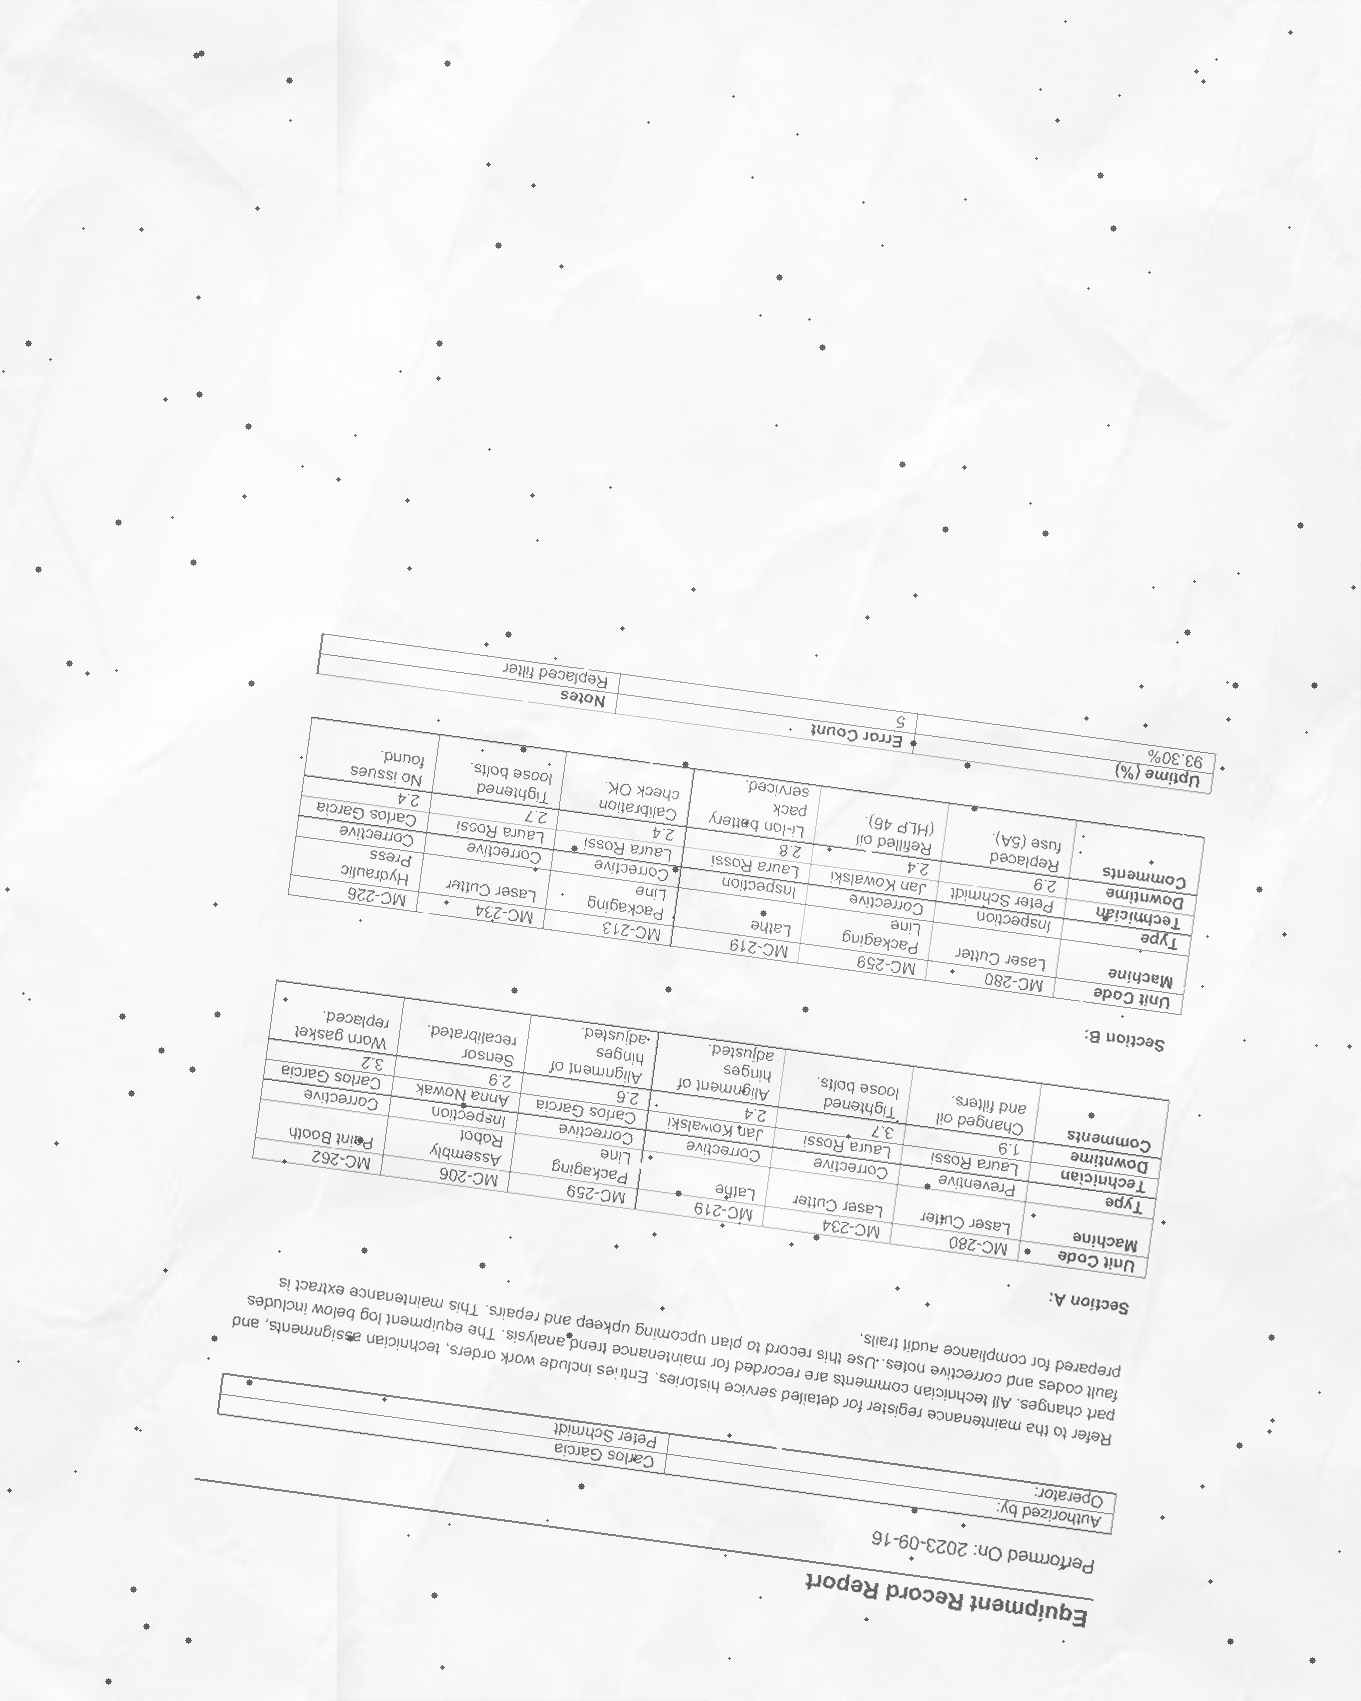 Equipment Record Report
Performed On: 2023-09-16
Authorized by: Carlos Garcia
Operator: Peter Schmidt
Refer to tha maintenance register for detailed service histories. Entries include work orders, technician assignments, and
part changes. All technician comments are recorded for maintenance trend analysis. The equipment log below includes
fault codes and corrective notes. Use this record to plan upcoming upkeep and repairs. This maintenance extract is
prepared for compliance audit trails.
Section A:
Unit Code MC-280 MC-234 MC-219 MC-259 MC-206 MC-262
Machine Laser Cutter Laser Cutter Lathe Packaging Line Assembly Robot Paint Booth
Type Preventive Corrective Corrective Corrective Inspection Corrective
Technician Laura Rossi Laura Rossi Jan Kowalski Carlos Garcia Anna Nowak Carlos Garcia
Downtime 1.9 3.7 2.4 2.6 2.9 3.2
Comments Changed oil and filters. Tightened loose bolts. Alignment of hinges adjusted. Alignment of hinges adjusted. Sensor recalibrated. Worn gasket replaced.
Section B:
Unit Code MC-280 MC-259 MC-219 MC-213 MC-234 MC-226
Machine Laser Cutter Packaging Line Lathe Packaging Line Laser Cutter Hydraulic Press
Type Inspection Corrective Inspection Corrective Corrective Corrective
Technician Peter Schmidt Jan Kowalski Laura Rossi Laura Rossi Laura Rossi Carlos Garcia
Downtime 2.9 2.4 2.8 2.4 2.7 2.4
Comments Replaced fuse (5A). Refilled oil (HLP 46). Li-ion battery pack serviced. Calibration check OK. Tightened loose bolts. No issues found.
Uptime (%) Error Count Notes
93.30% 5 Replaced filter